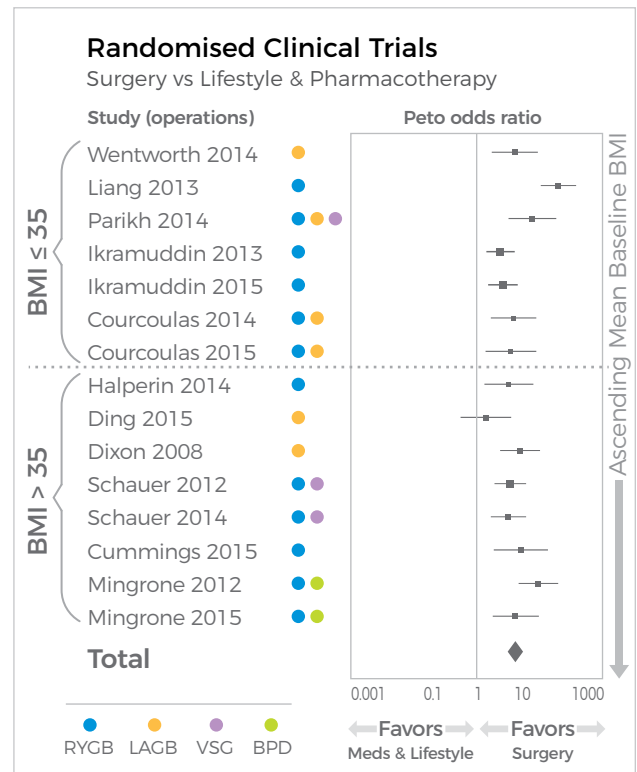 Randomised Clinical Trials
Surgery vs Lifestyle & Pharmacotherapy
Study (operations)
Peto odds ratio
BMI ≤ 35
Wentworth 2014
Liang 2013
Parikh 2014
Ikramuddin 2013
Ikramuddin 2015
Courcoulas 2014
Courcoulas 2015
BMI > 35
Halperin 2014
Ding 2015
Dixon 2008
Schauer 2012
Schauer 2014
Cummings 2015
Mingrone 2012
Mingrone 2015
Total
Ascending Mean Baseline BMI
0.001 0.1 1 10 1000
Favors
Meds & Lifestyle
Favors
Surgery
RYGB LAGB VSG BPD